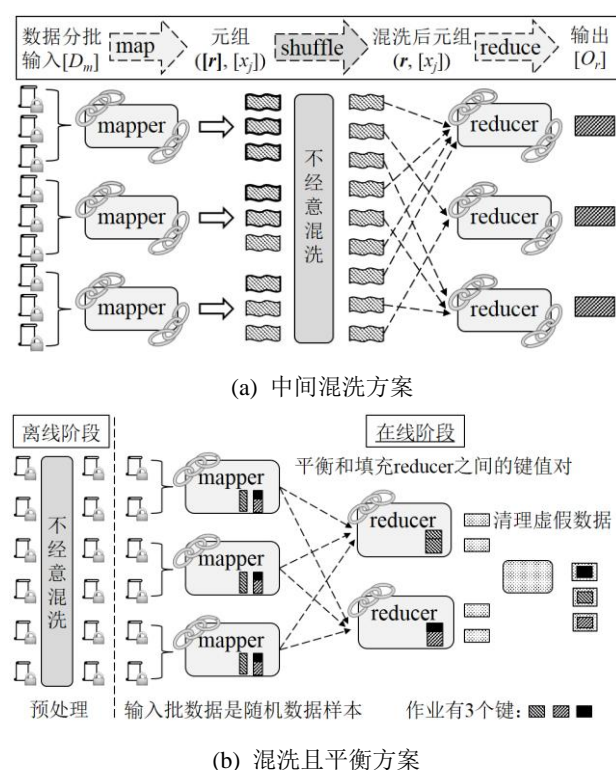 数据分批 map 元组 shuffle 混洗后元组 reduce 输出
输入[Dm] ([r], [xj]) (r, [xj]) [Or]
mapper
mapper
mapper
不经意混洗
reducer
reducer
reducer
(a) 中间混洗方案
离线阶段
在线阶段
平衡和填充reducer之间的键值对
不经意混洗
mapper
mapper
mapper
reducer
reducer
清理虚假数据
预处理
输入批数据是随机数据样本
作业有3个键:
(b) 混洗且平衡方案